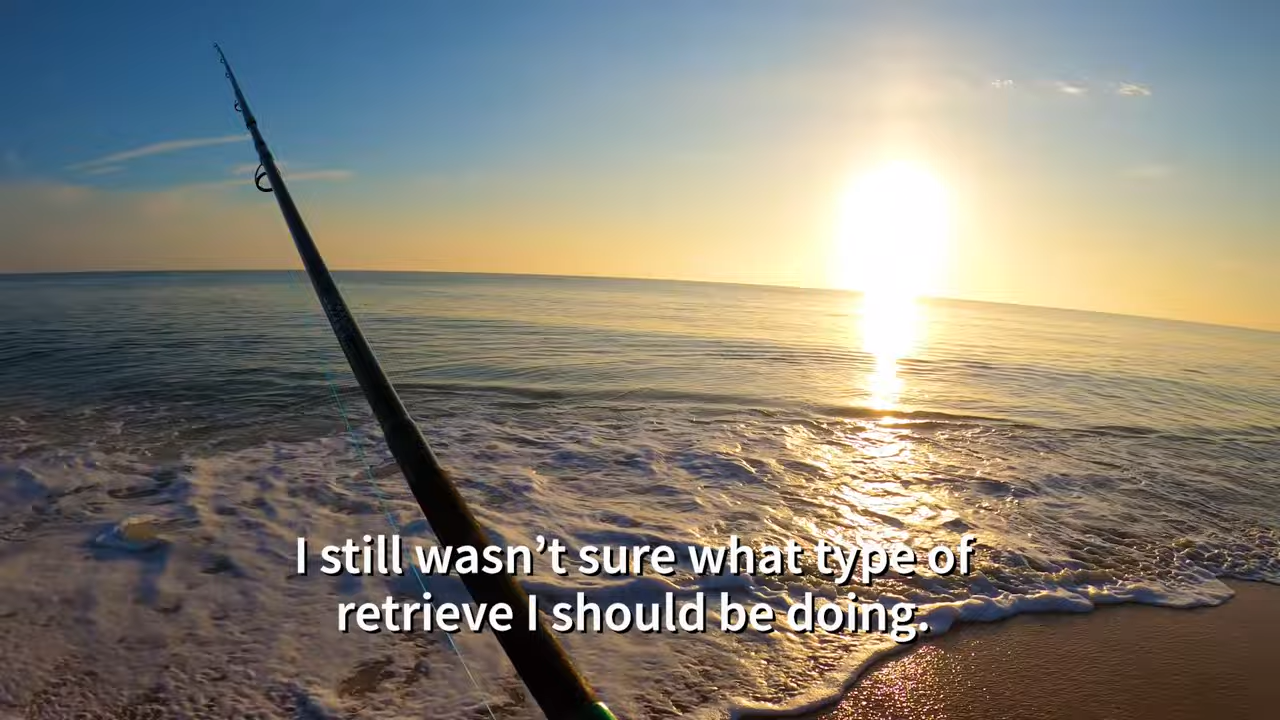 I still wasn’t sure what type of
retrieve I should be doing.